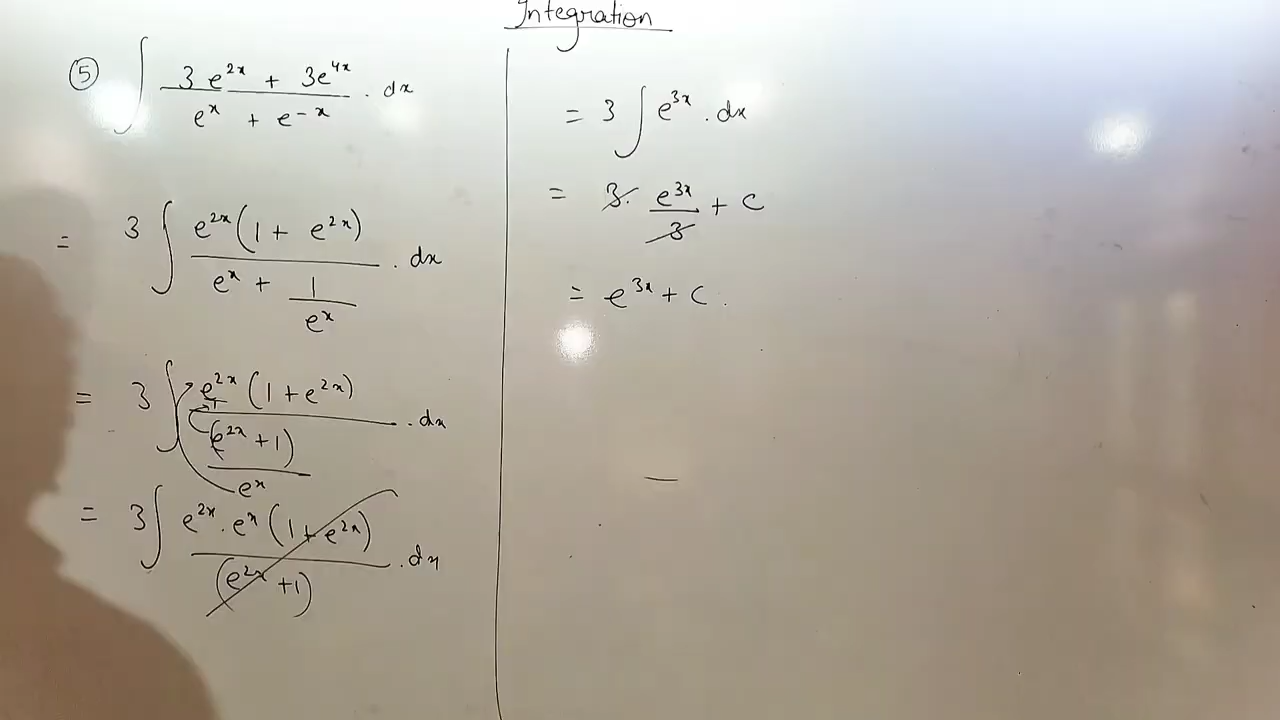 Integration
⑤ ∫ (3e^{2x} + 3e^{4x}) / (e^x + e^{-x}) . dx
= 3 ∫ e^{2x}(1 + e^{2x}) / (e^x + 1/e^x) . dx
= 3 ∫ e^{2x}(1 + e^{2x}) / ((e^{2x} + 1)/e^x) . dx
= 3 ∫ e^{2x} . e^x (1 + e^{2x}) / (e^{2x} + 1) . dx
= 3 ∫ e^{3x} . dx
= 3 . e^{3x}/3 + c
= e^{3x} + c .